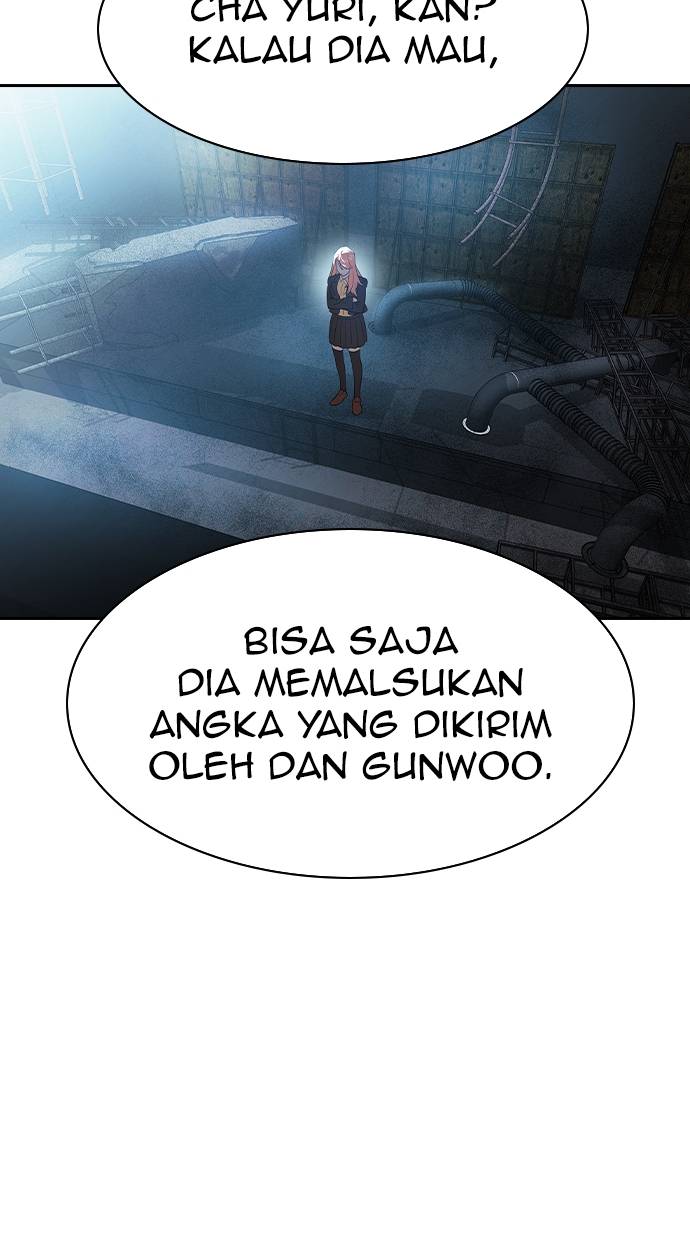 CHA YURI, KAN?
KALAU DIA MAU,
BISA SAJA
DIA MEMALSUKAN
ANGKA YANG DIKIRIM
OLEH DAN GUNWOO.